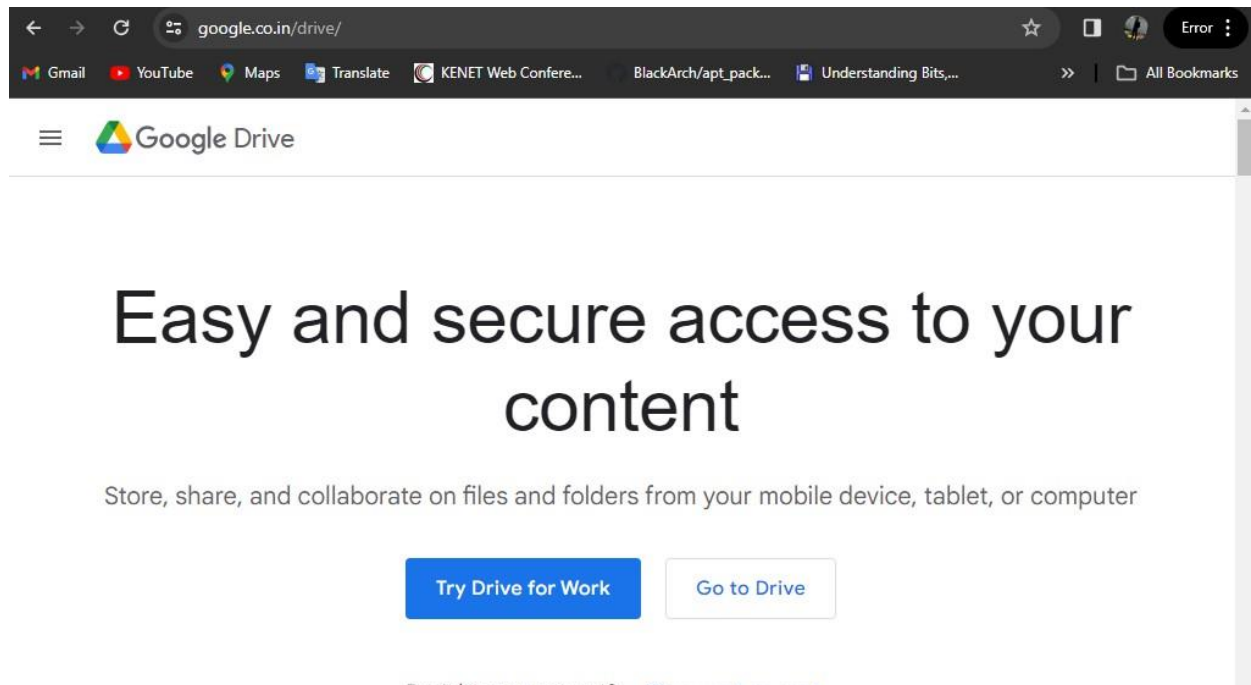 google.co.in/drive/
Error
Gmail YouTube Maps Translate KENET Web Confere... BlackArch/apt_pack... Understanding Bits,... » All Bookmarks
Google Drive
Easy and secure access to your
content
Store, share, and collaborate on files and folders from your mobile device, tablet, or computer
Try Drive for Work Go to Drive